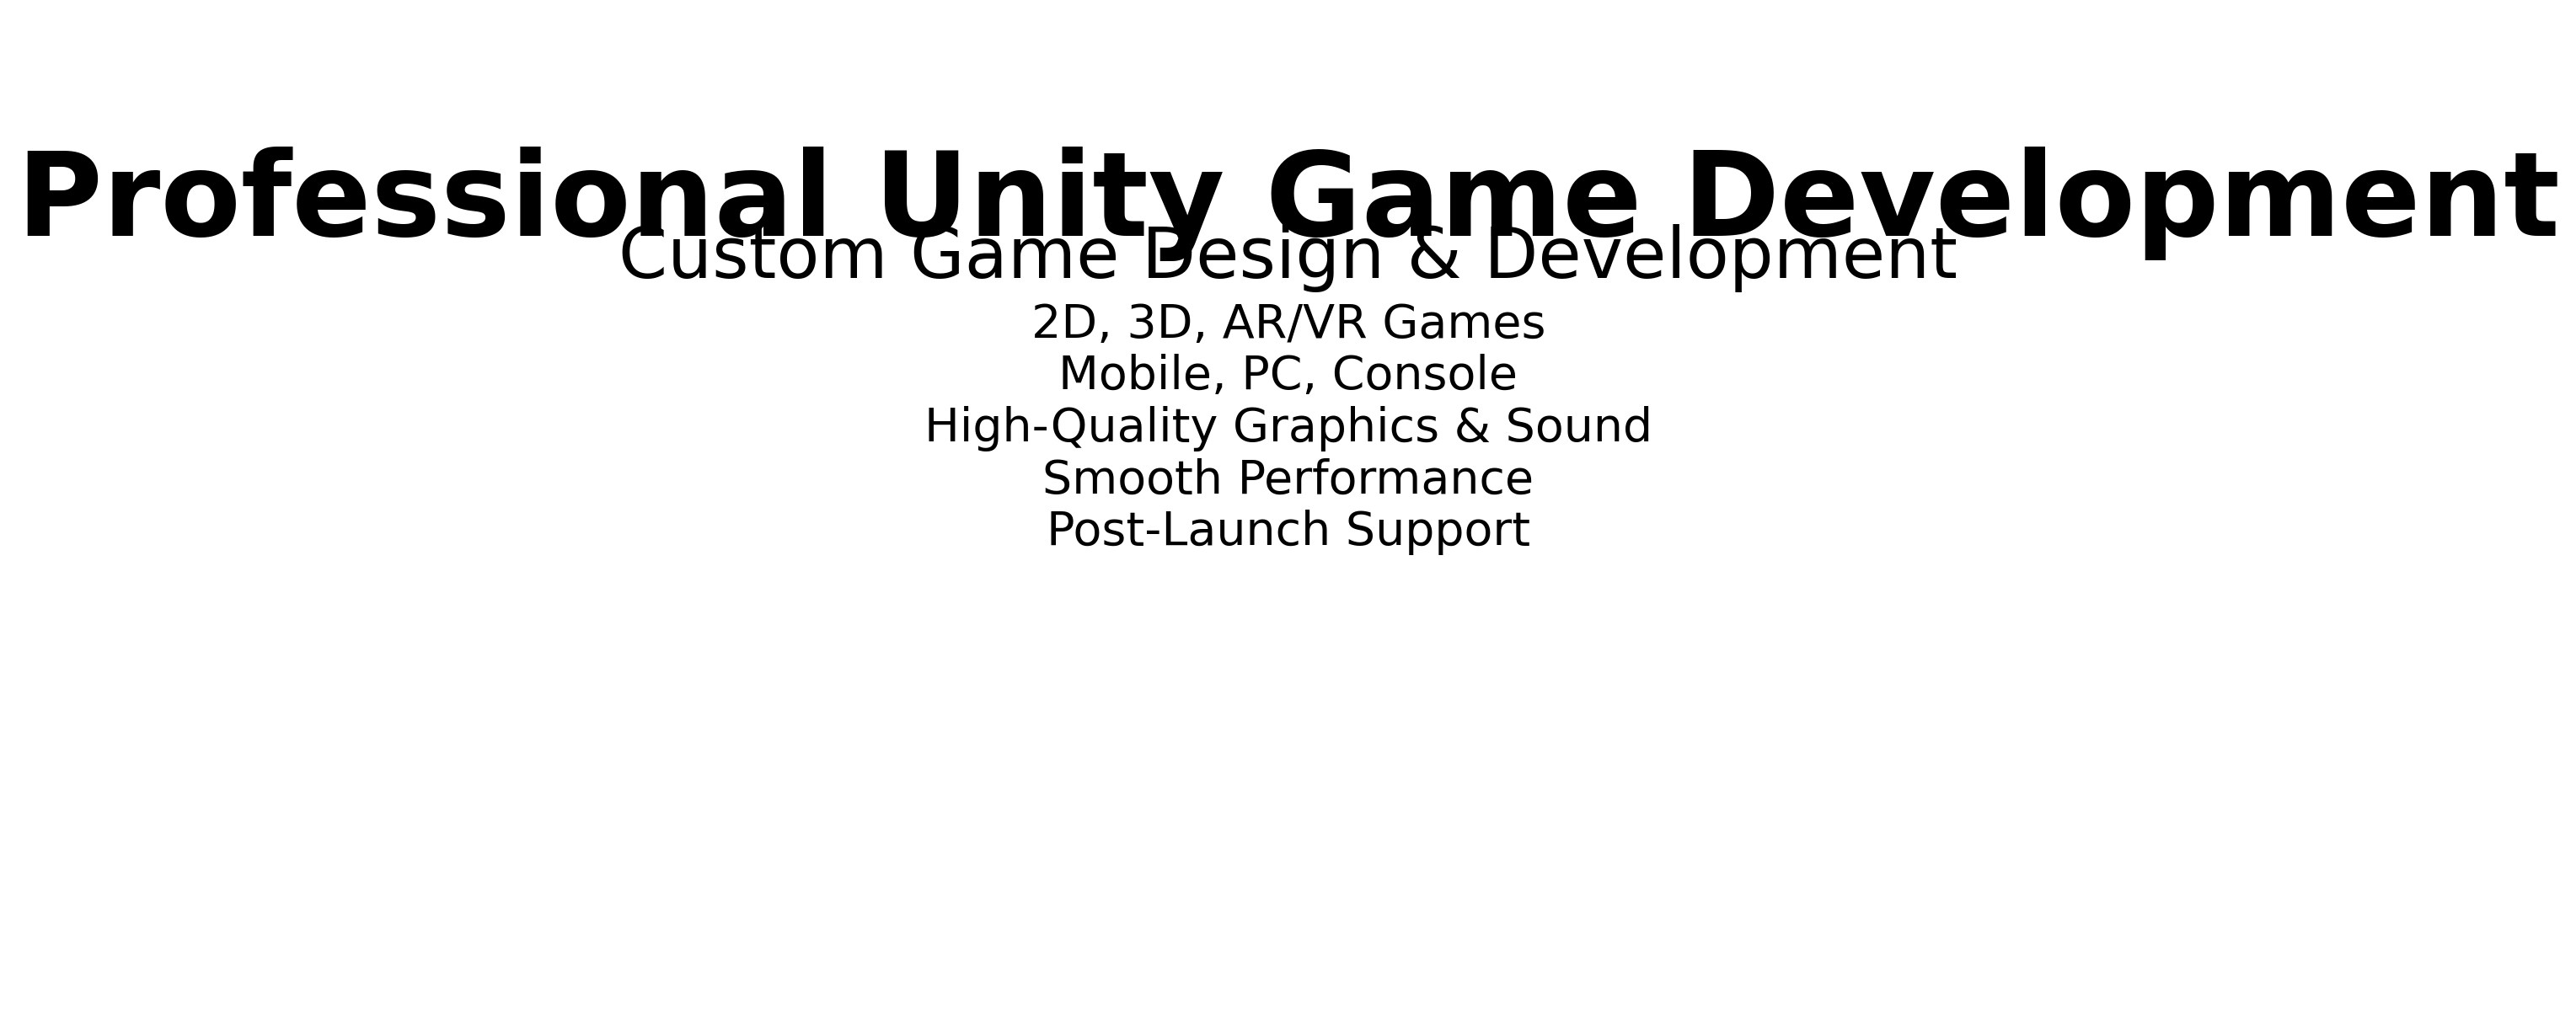 Professional Unity Game Development
Custom Game Design & Development
2D, 3D, AR/VR Games
Mobile, PC, Console
High-Quality Graphics & Sound
Smooth Performance
Post-Launch Support